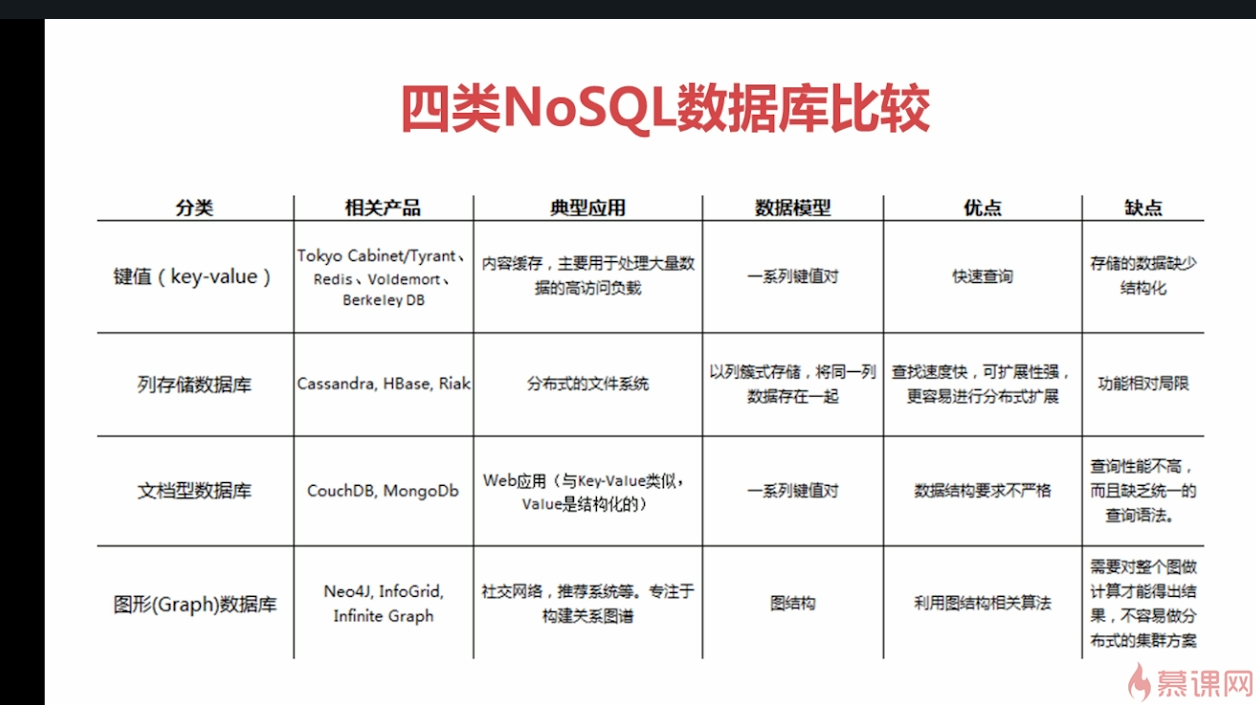 四类NoSQL数据库比较
分类 相关产品 典型应用 数据模型 优点 缺点
键值（key-value）
Tokyo Cabinet/Tyrant、
Redis、Voldemort、
Berkeley DB
内容缓存，主要用于处理大量数
据的高访问负载
一系列键值对
快速查询
存储的数据缺少
结构化
列存储数据库
Cassandra, HBase, Riak
分布式的文件系统
以列簇式存储，将同一列
数据存在一起
查找速度快，可扩展性强，
更容易进行分布式扩展
功能相对局限
文档型数据库
CouchDB, MongoDb
Web应用（与Key-Value类似，
Value是结构化的）
一系列键值对
数据结构要求不严格
查询性能不高，
而且缺乏统一的
查询语法。
图形(Graph)数据库
Neo4J, InfoGrid,
Infinite Graph
社交网络，推荐系统等。专注于
构建关系图谱
图结构
利用图结构相关算法
需要对整个图做
计算才能得出结
果，不容易做分
布式的集群方案
慕课网